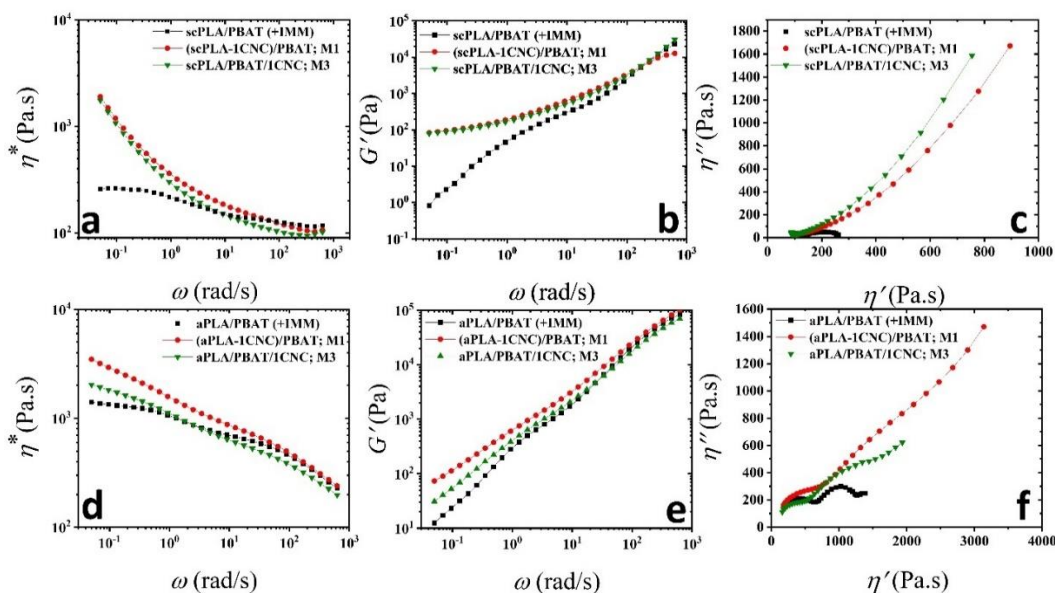 scPLA/PBAT (+IMM)
(scPLA-1CNC)/PBAT; M1
scPLA/PBAT/1CNC; M3
10⁴
10³
10²
η* (Pa.s)
10⁻¹ 10⁰ 10¹ 10² 10³
ω (rad/s)
a
scPLA/PBAT (+IMM)
(scPLA-1CNC)/PBAT; M1
scPLA/PBAT/1CNC; M3
10⁵
10⁴
10³
10²
10¹
10⁰
10⁻¹
G′(Pa)
10⁻¹ 10⁰ 10¹ 10² 10³
ω (rad/s)
b
scPLA/PBAT (+IMM)
(scPLA-1CNC)/PBAT; M1
scPLA/PBAT/1CNC; M3
1800
1600
1400
1200
1000
800
600
400
200
0
η″ (Pa.s)
0 200 400 600 800 1000
η′(Pa.s)
c
aPLA/PBAT (+IMM)
(aPLA-1CNC)/PBAT; M1
aPLA/PBAT/1CNC; M3
10⁴
10³
10²
η* (Pa.s)
10⁻¹ 10⁰ 10¹ 10² 10³
ω (rad/s)
d
aPLA/PBAT (+IMM)
(aPLA-1CNC)/PBAT; M1
aPLA/PBAT/1CNC; M3
10⁵
10⁴
10³
10²
10¹
G′(Pa)
10⁻¹ 10⁰ 10¹ 10² 10³
ω (rad/s)
e
aPLA/PBAT (+IMM)
(aPLA-1CNC)/PBAT; M1
aPLA/PBAT/1CNC; M3
1600
1400
1200
1000
800
600
400
200
0
η″ (Pa.s)
0 1000 2000 3000 4000
η′(Pa.s)
f